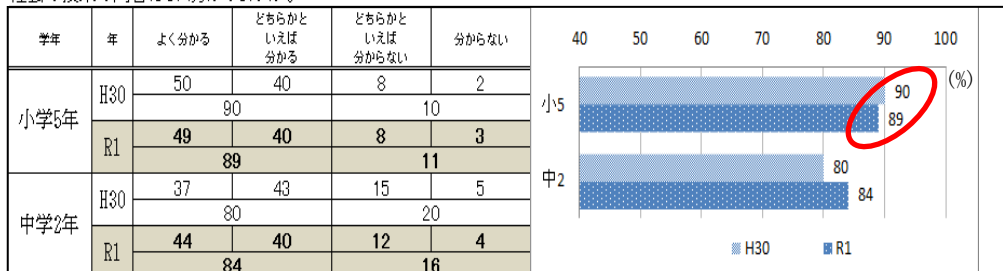 学年 年 よく分かる どちらかと いえば 分かる どちらかと いえば 分からない 分からない
小学5年 H30 50 40 8 2
90 10
R1 49 40 8 3
89 11
中学2年 H30 37 43 15 5
80 20
R1 44 40 12 4
84 16
40 50 60 70 80 90 100
(%)
小5 90
89
中2 80
84
H30 R1